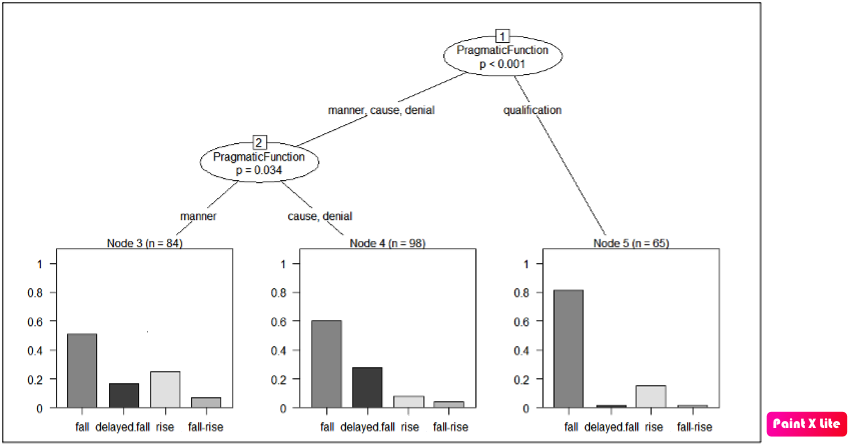 1
PragmaticFunction
p < 0.001
manner, cause, denial
qualification
2
PragmaticFunction
p = 0.034
manner
cause, denial
Node 3 (n = 84)
1
0.8
0.6
0.4
0.2
0
fall delayed.fall rise fall-rise
Node 4 (n = 98)
1
0.8
0.6
0.4
0.2
0
fall delayed.fall rise fall-rise
Node 5 (n = 65)
1
0.8
0.6
0.4
0.2
0
fall delayed.fall rise fall-rise
Paint X Lite